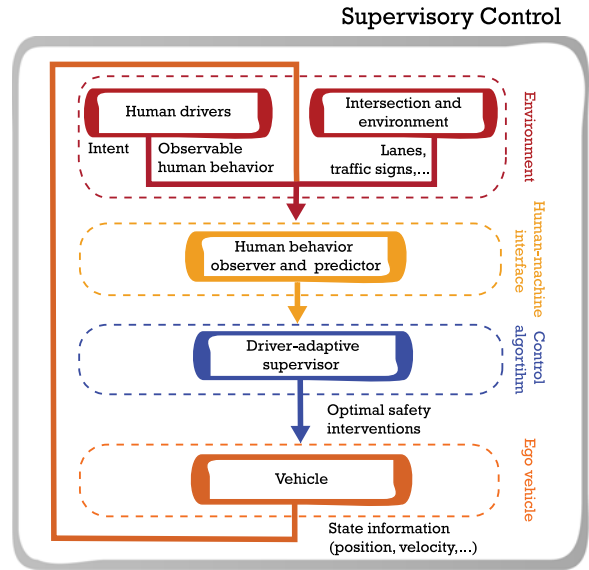 Supervisory Control
Human drivers
Intersection and
environment
Intent
Observable
human behavior
Lanes,
traffic signs,...
Environment
Human behavior
observer and predictor
Human-machine
interface
Driver-adaptive
supervisor
Control
algortihm
Optimal safety
interventions
Vehicle
Ego vehicle
State information
(position, velocity,...)